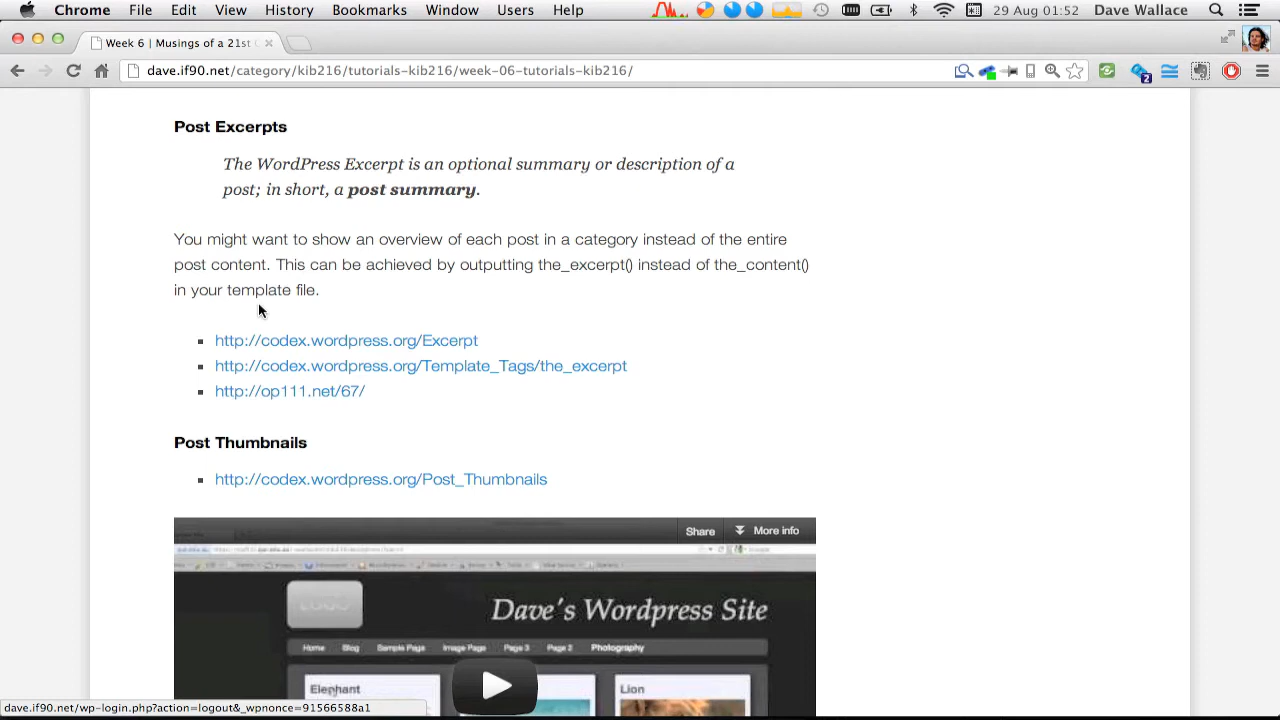 Chrome File Edit View History Bookmarks Window Users Help 29 Aug 01:52 Dave Wallace
Week 6 | Musings of a 21st
dave.if90.net/category/kib216/tutorials-kib216/week-06-tutorials-kib216/
Post Excerpts
The WordPress Excerpt is an optional summary or description of a
post; in short, a post summary.
You might want to show an overview of each post in a category instead of the entire
post content. This can be achieved by outputting the_excerpt() instead of the_content()
in your template file.
http://codex.wordpress.org/Excerpt
http://codex.wordpress.org/Template_Tags/the_excerpt
http://op111.net/67/
Post Thumbnails
http://codex.wordpress.org/Post_Thumbnails
Share More info
LOGO Dave's Wordpress Site
Home Blog Sample Page Image Page Page 3 Page 2 Photography
Elephant Lion
dave.if90.net/wp-login.php?action=logout&_wpnonce=91566588a1